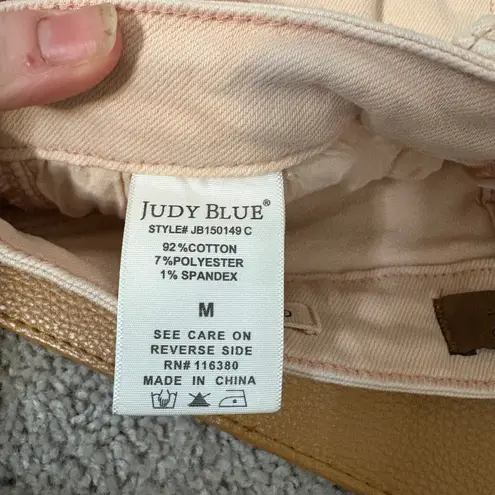 JUDY BLUE®
STYLE# JB150149 C
92%COTTON
7%POLYESTER
1% SPANDEX
M
SEE CARE ON
REVERSE SIDE
RN# 116380
MADE IN CHINA